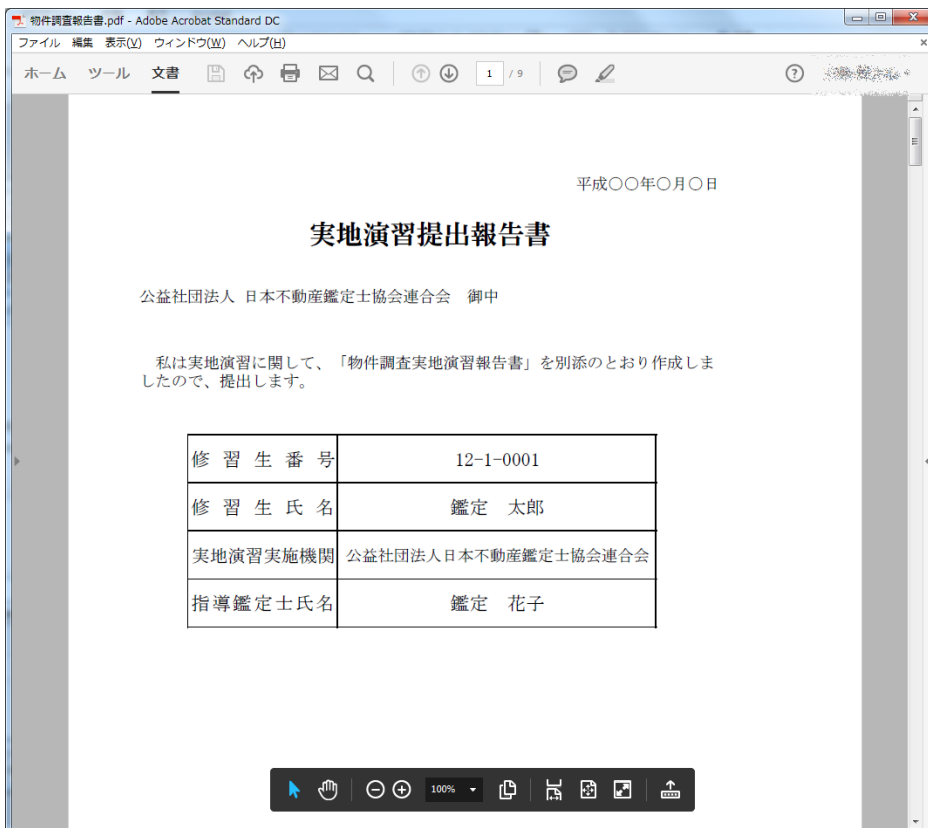 物件調査報告書.pdf - Adobe Acrobat Standard DC
ファイル 編集 表示(V) ウィンドウ(W) ヘルプ(H)
ホーム ツール 文書 1 / 9
平成〇〇年〇月〇日
実地演習提出報告書
公益社団法人 日本不動産鑑定士協会連合会 御中
私は実地演習に関して、「物件調査実地演習報告書」を別添のとおり作成しま
したので、提出します。
修習生番号 12-1-0001
修習生氏名 鑑定 太郎
実地演習実施機関 公益社団法人日本不動産鑑定士協会連合会
指導鑑定士氏名 鑑定 花子
100%